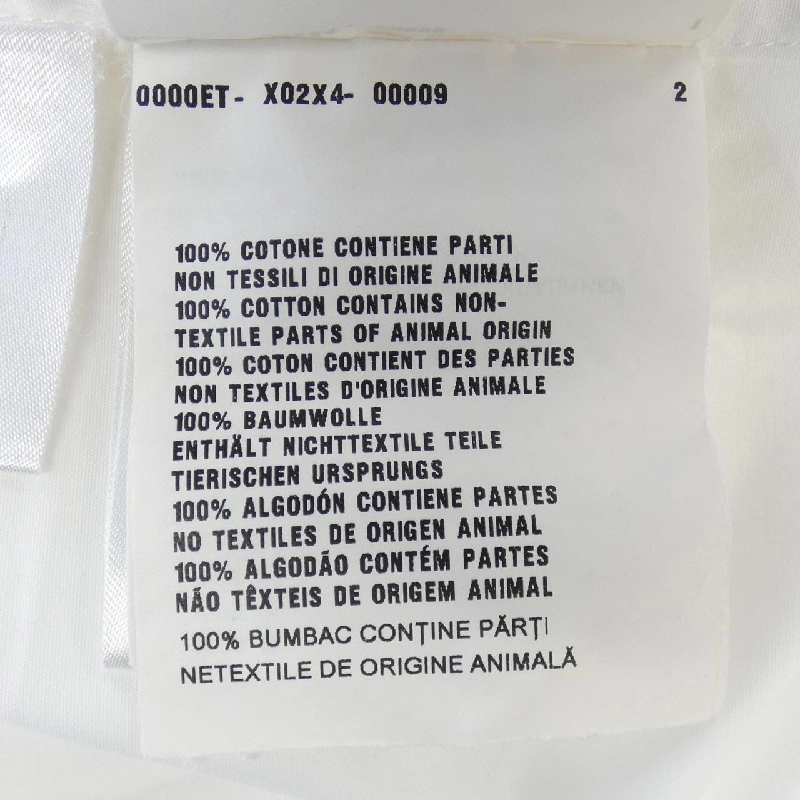 0000ET- X02X4- 00009 2
100% COTONE CONTIENE PARTI
NON TESSILI DI ORIGINE ANIMALE
100% COTTON CONTAINS NON-
TEXTILE PARTS OF ANIMAL ORIGIN
100% COTON CONTIENT DES PARTIES
NON TEXTILES D'ORIGINE ANIMALE
100% BAUMWOLLE
ENTHÄLT NICHTTEXTILE TEILE
TIERISCHEN URSPRUNGS
100% ALGODÓN CONTIENE PARTES
NO TEXTILES DE ORIGEN ANIMAL
100% ALGODÃO CONTÉM PARTES
NÃO TÊXTEIS DE ORIGEM ANIMAL
100% BUMBAC CONȚINE PĂRȚI
NETEXTILE DE ORIGINE ANIMALĂ